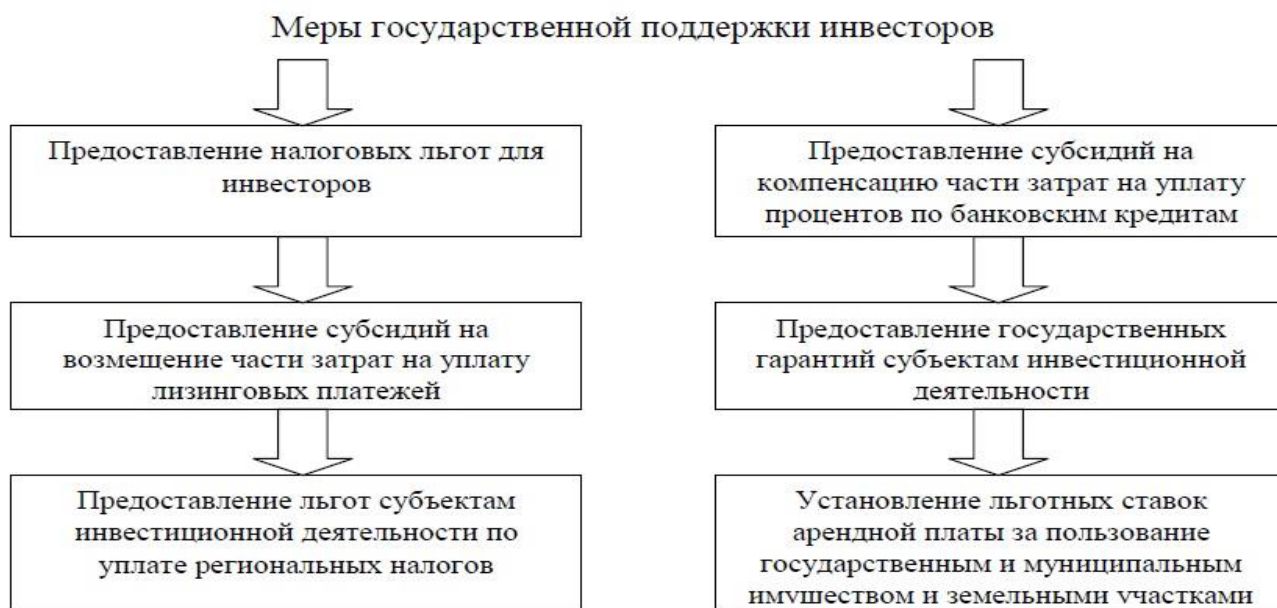 Меры государственной поддержки инвесторов
Предоставление налоговых льгот для
инвесторов
Предоставление субсидий на
компенсацию части затрат на уплату
процентов по банковским кредитам
Предоставление субсидий на
возмещение части затрат на уплату
лизинговых платежей
Предоставление государственных
гарантий субъектам инвестиционной
деятельности
Предоставление льгот субъектам
инвестиционной деятельности по
уплате региональных налогов
Установление льготных ставок
арендной платы за пользование
государственным и муниципальным
имуществом и земельными участками